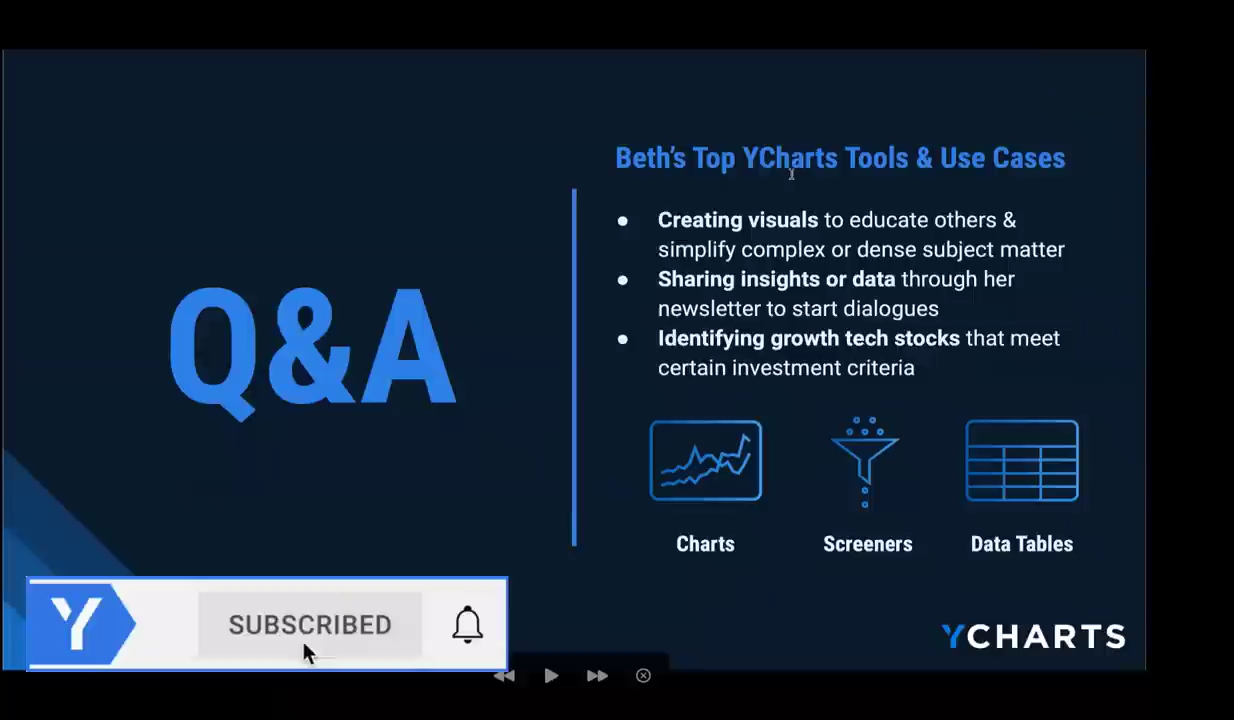 Q&A
Beth's Top YCharts Tools & Use Cases
● Creating visuals to educate others &
simplify complex or dense subject matter
● Sharing insights or data through her
newsletter to start dialogues
● Identifying growth tech stocks that meet
certain investment criteria
Charts
Screeners
Data Tables
Y
SUBSCRIBED
YCHARTS